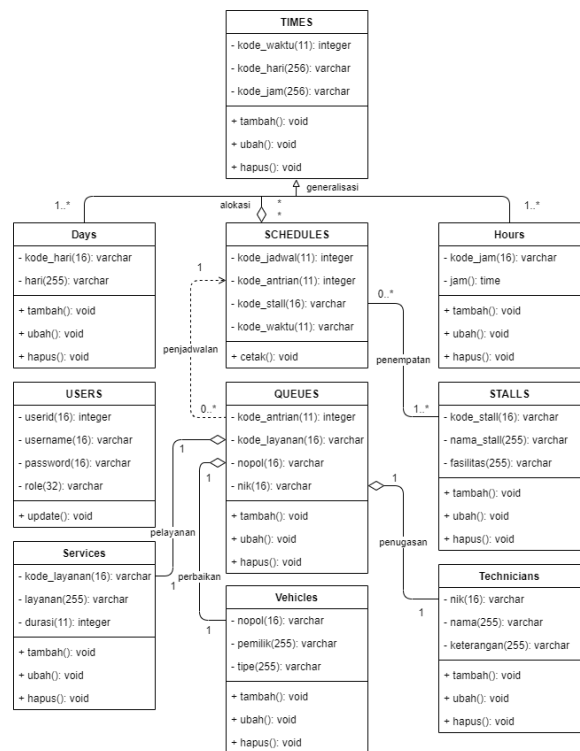 TIMES
- kode_waktu(11): integer
- kode_hari(256): varchar
- kode_jam(256): varchar
+ tambah(): void
+ ubah(): void
+ hapus(): void
generalisasi
1..*
alokasi
*
*
1..*
Days
- kode_hari(16): varchar
- hari(255): varchar
+ tambah(): void
+ ubah(): void
+ hapus(): void
SCHEDULES
- kode_jadwal(11): integer
- kode_antrian(11): integer
- kode_stall(16): varchar
- kode_waktu(11): varchar
+ cetak(): void
Hours
- kode_jam(16): varchar
- jam(): time
+ tambah(): void
+ ubah(): void
+ hapus(): void
1
penjadwalan
0..*
0..*
penempatan
1..*
USERS
- userid(16): integer
- username(16): varchar
- password(16): varchar
- role(32): varchar
+ update(): void
QUEUES
- kode_antrian(11): integer
- kode_layanan(16): varchar
- nopol(16): varchar
- nik(16): varchar
+ tambah(): void
+ ubah(): void
+ hapus(): void
STALLS
- kode_stall(16): varchar
- nama_stall(255): varchar
- fasilitas(255): varchar
+ tambah(): void
+ ubah(): void
+ hapus(): void
1
pelayanan
1
1
perbaikan
1
1
penugasan
1
Services
- kode_layanan(16): varchar
- layanan(255): varchar
- durasi(11): integer
+ tambah(): void
+ ubah(): void
+ hapus(): void
Vehicles
- nopol(16): varchar
- pemilik(255): varchar
- tipe(255): varchar
+ tambah(): void
+ ubah(): void
+ hapus(): void
Technicians
- nik(16): varchar
- nama(255): varchar
- keterangan(255): varchar
+ tambah(): void
+ ubah(): void
+ hapus(): void